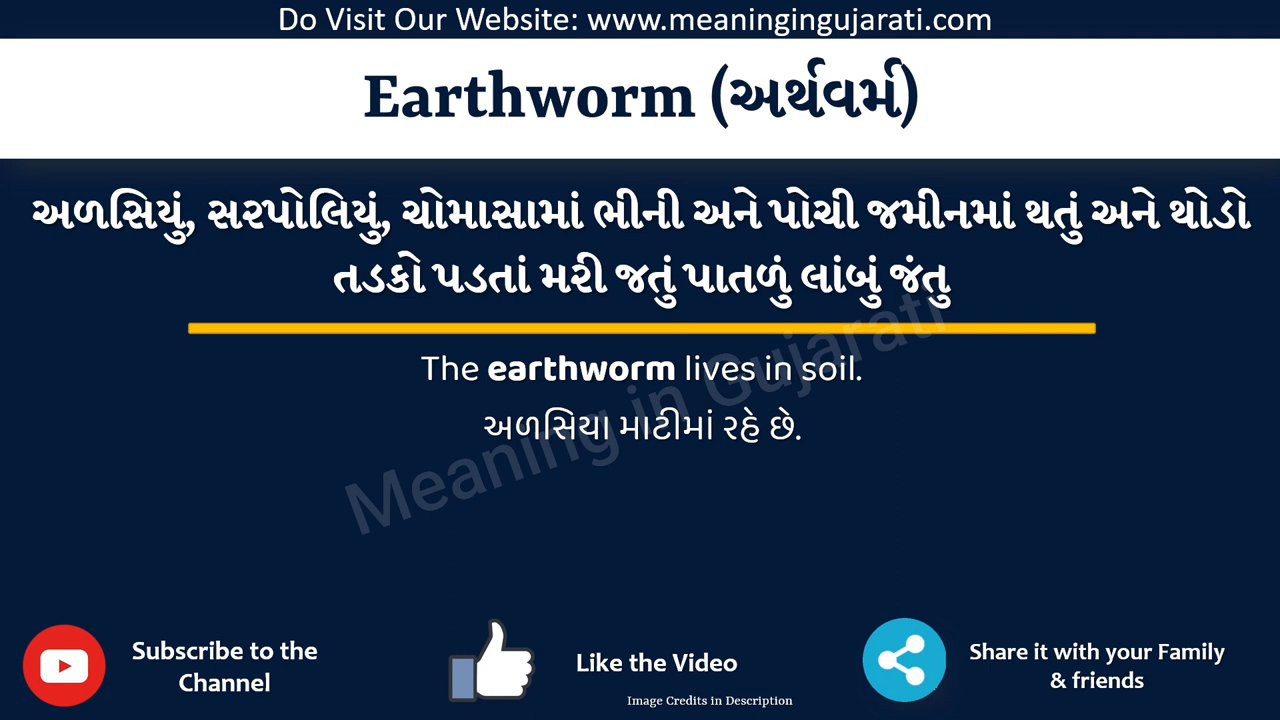 Do Visit Our Website: www.meaningingujarati.com
Earthworm (અર્થવર્મ)
અળસિયું, સરપોલિયું, ચોમાસામાં ભીની અને પોચી જમીનમાં થતું અને થોડો
તડકો પડતાં મરી જતું પાતળું લાંબું જંતુ
The earthworm lives in soil.
અળસિયા માટીમાં રહે છે.
Meaning in Gujarati
Subscribe to the
Channel
Like the Video
Share it with your Family
& friends
Image Credits in Description